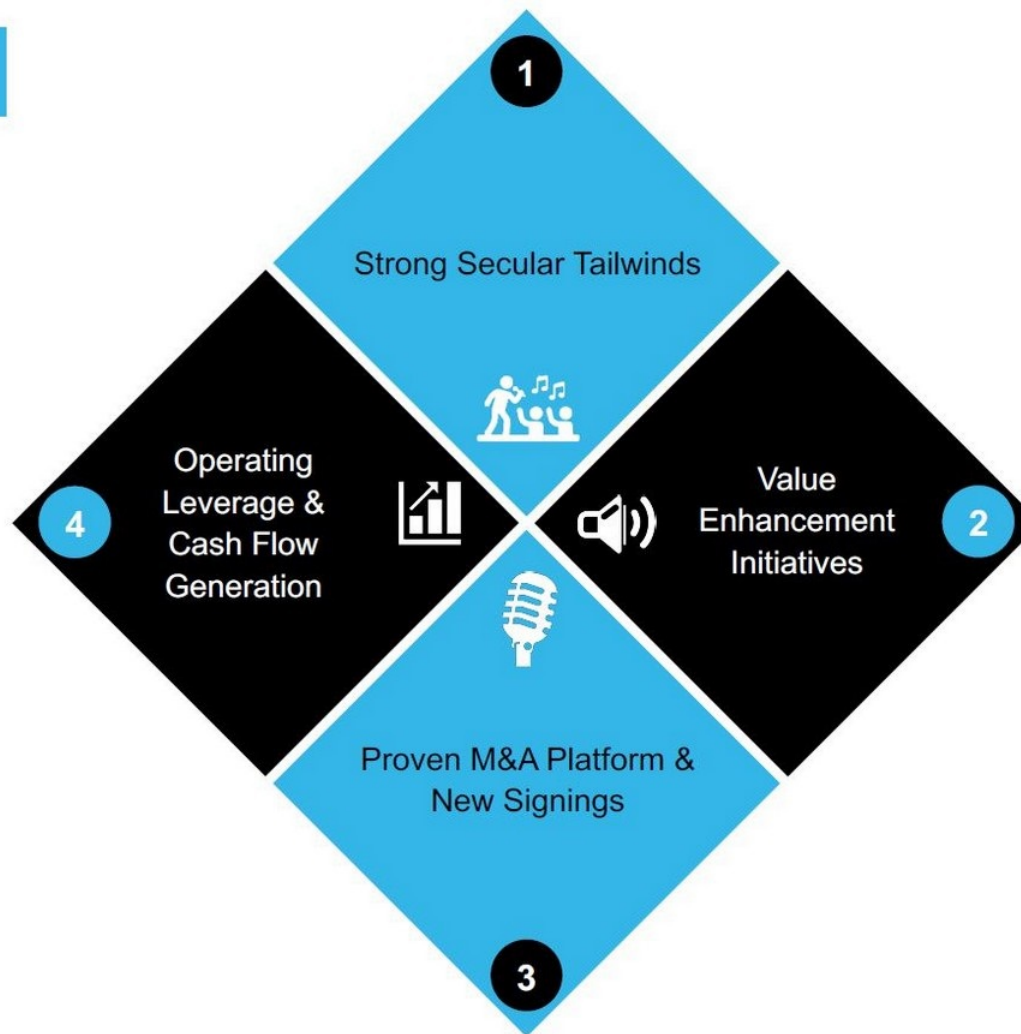 1
Strong Secular Tailwinds
2
Value
Enhancement
Initiatives
3
Proven M&A Platform &
New Signings
4
Operating
Leverage &
Cash Flow
Generation